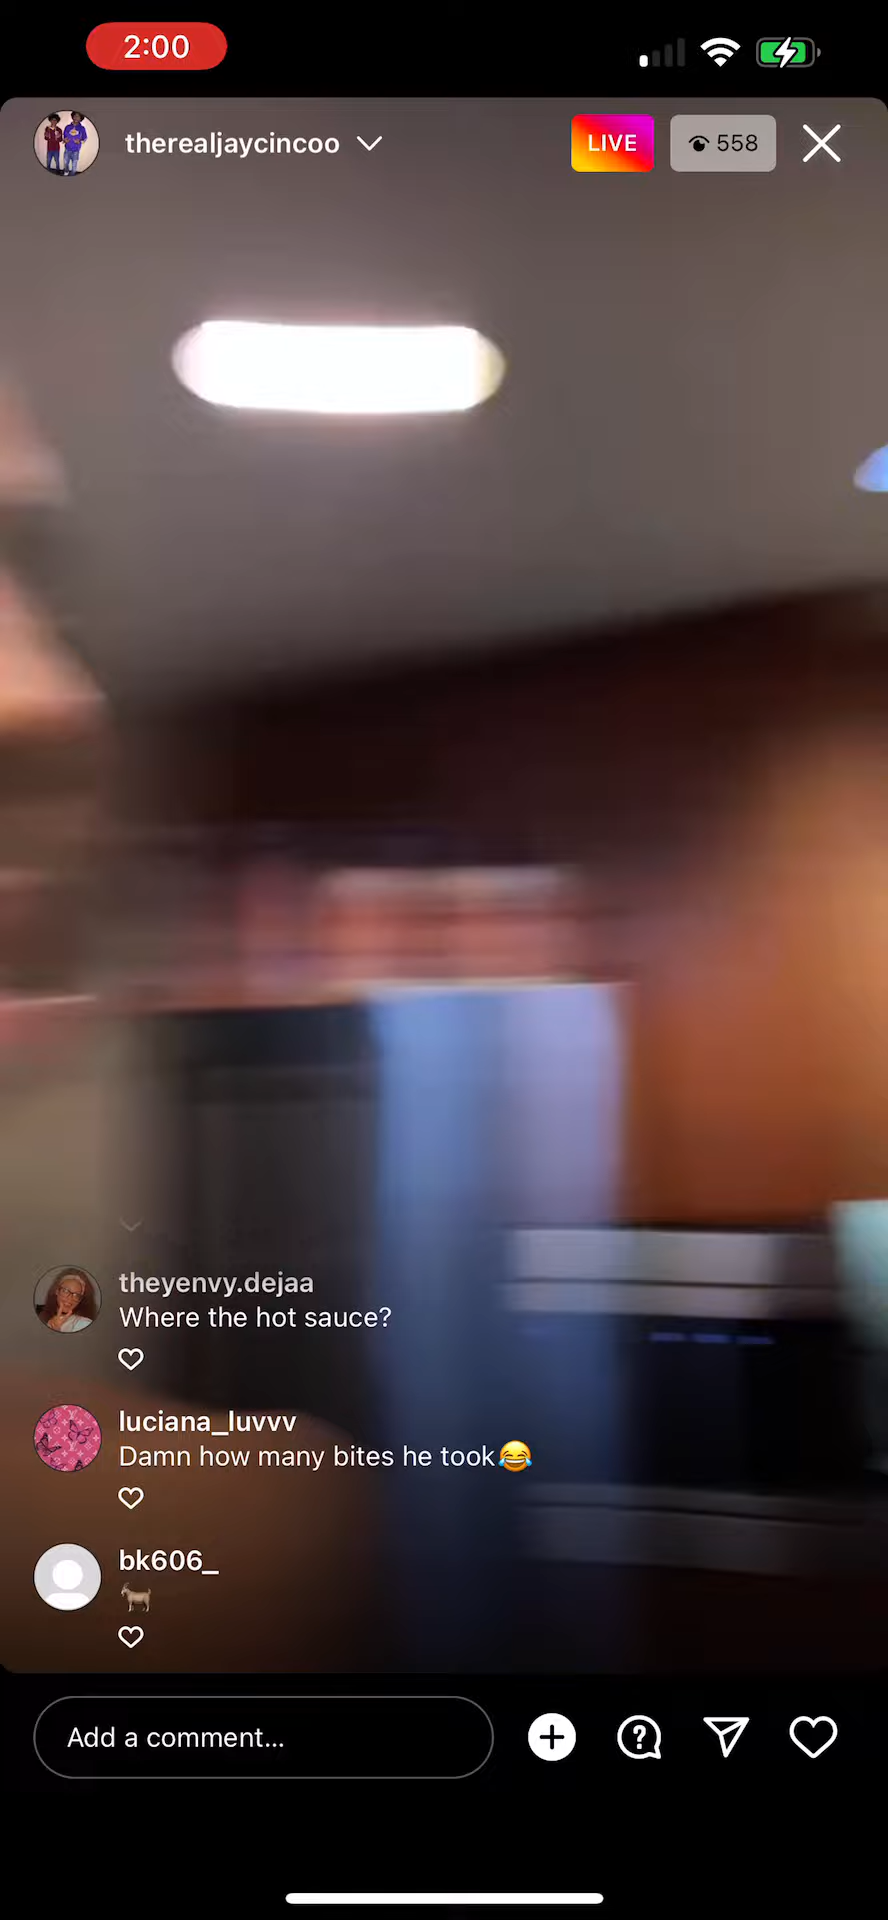 2:00
therealjaycincoo
LIVE
558
theyenvy.dejaa
Where the hot sauce?
luciana_luvvv
Damn how many bites he took😂
bk606_
🐐
Add a comment...